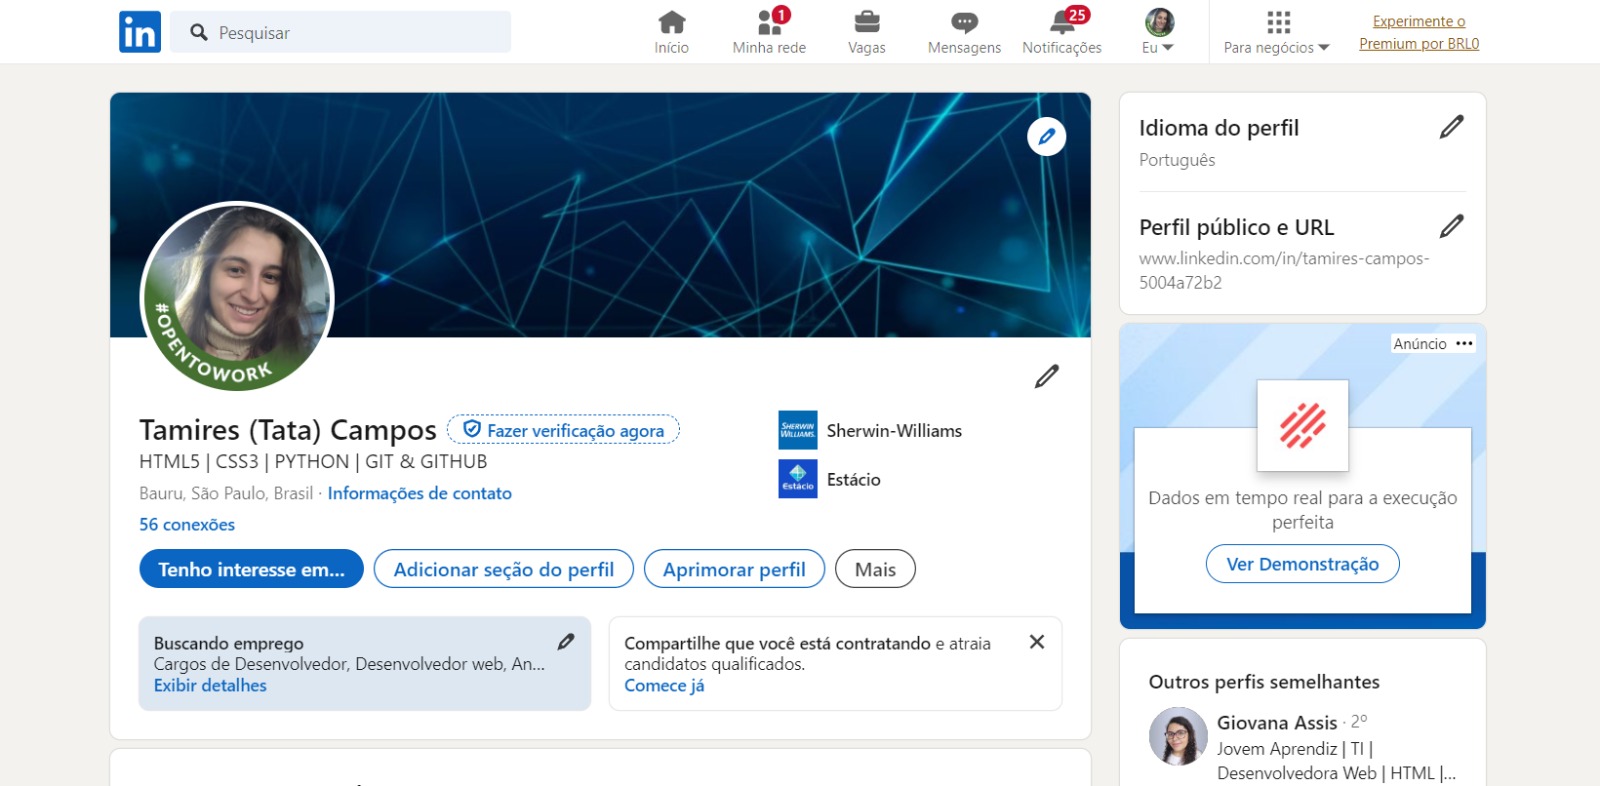 in
Pesquisar
Início
1
Minha rede
Vagas
Mensagens
25
Notificações
Eu
Para negócios
Experimente o
Premium por BRL0
#OPENTOWORK
Tamires (Tata) Campos
Fazer verificação agora
HTML5 | CSS3 | PYTHON | GIT & GITHUB
Bauru, São Paulo, Brasil · Informações de contato
56 conexões
SHERWIN WILLIAMS.
Sherwin-Williams
Estácio
Estácio
Tenho interesse em...
Adicionar seção do perfil
Aprimorar perfil
Mais
Buscando emprego
Cargos de Desenvolvedor, Desenvolvedor web, An...
Exibir detalhes
Compartilhe que você está contratando e atraia
candidatos qualificados.
Comece já
Idioma do perfil
Português
Perfil público e URL
www.linkedin.com/in/tamires-campos-
5004a72b2
Anúncio
Dados em tempo real para a execução
perfeita
Ver Demonstração
Outros perfis semelhantes
Giovana Assis · 2º
Jovem Aprendiz | TI |
Desenvolvedora Web | HTML |...